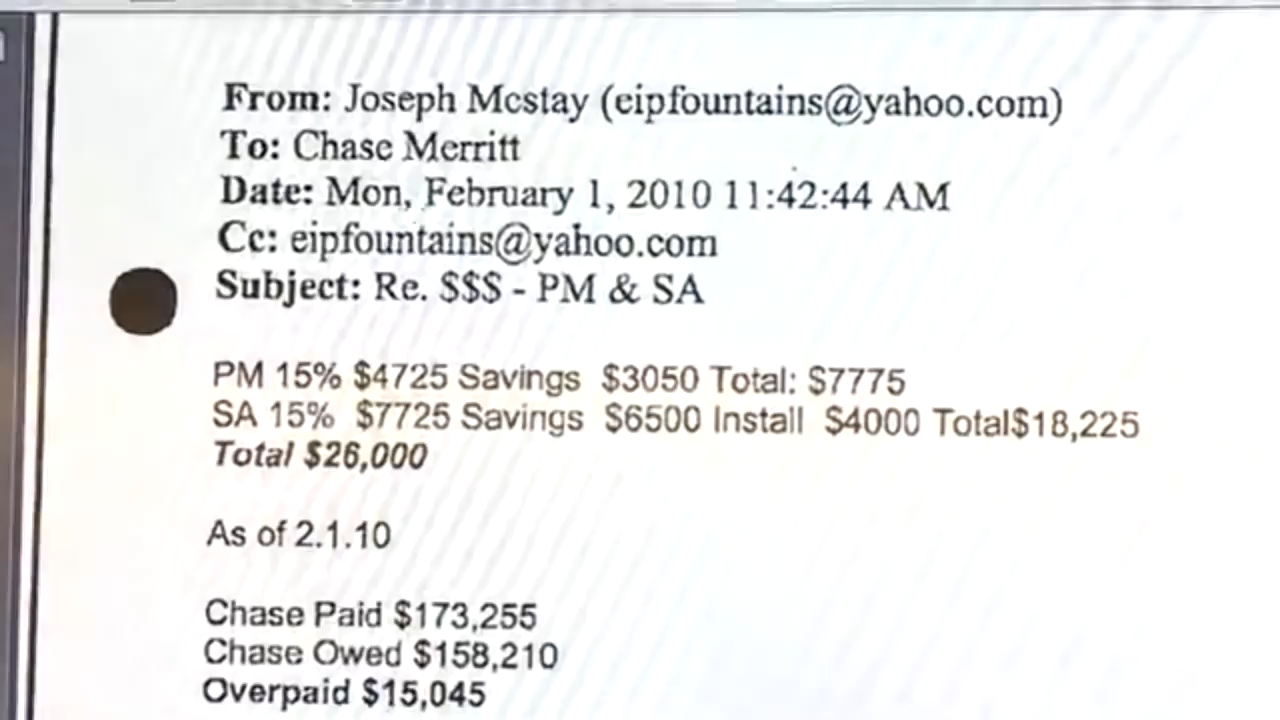 From: Joseph Mcstay (eipfountains@yahoo.com)
To: Chase Merritt
Date: Mon, February 1, 2010 11:42:44 AM
Cc: eipfountains@yahoo.com
Subject: Re. $$$ - PM & SA
PM 15% $4725 Savings $3050 Total: $7775
SA 15% $7725 Savings $6500 Install $4000 Total$18,225
Total $26,000
As of 2.1.10
Chase Paid $173,255
Chase Owed $158,210
Overpaid $15,045